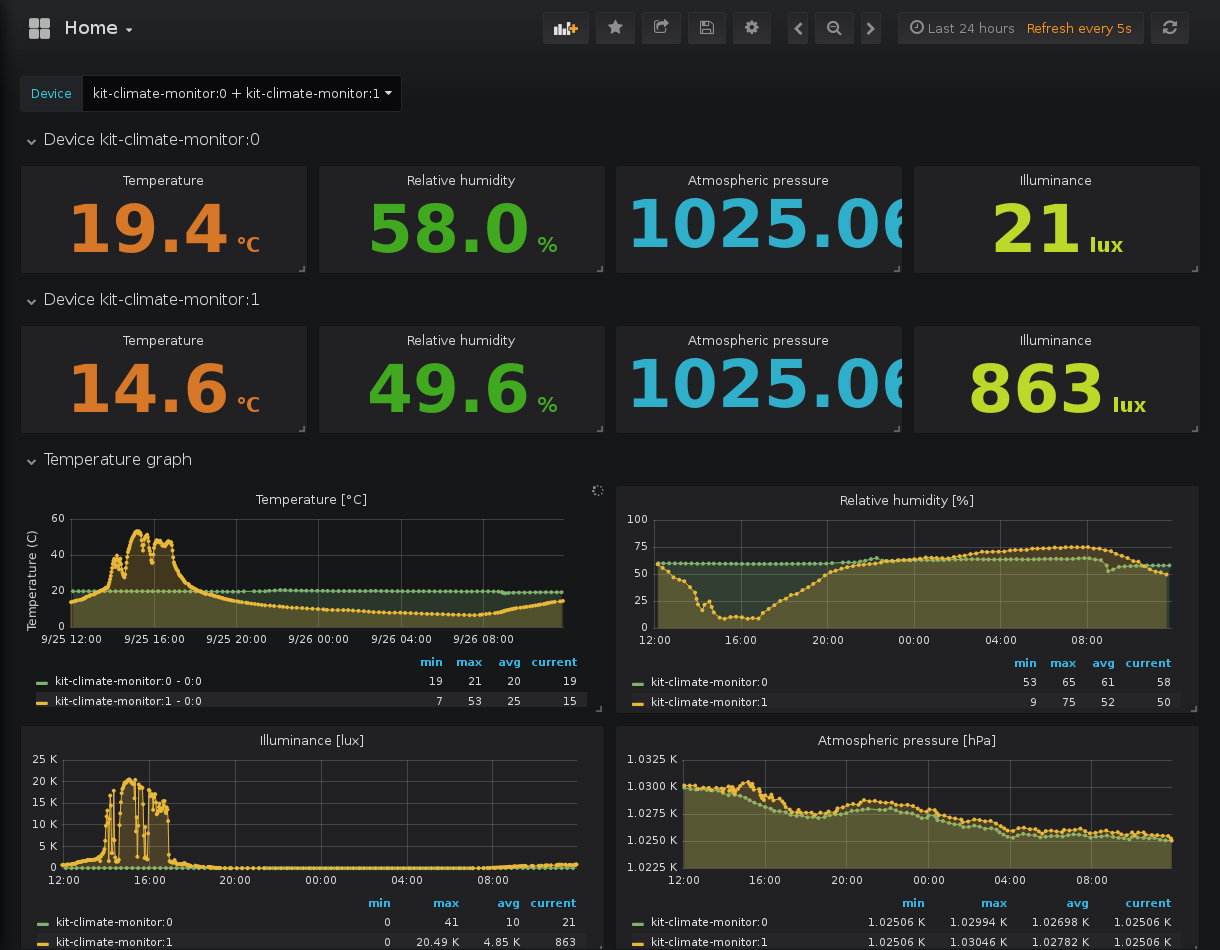 Home
Last 24 hours Refresh every 5s
Device kit-climate-monitor:0 + kit-climate-monitor:1
Device kit-climate-monitor:0
Temperature Relative humidity Atmospheric pressure Illuminance
19.4 °C 58.0 % 1025.06 21 lux
Device kit-climate-monitor:1
Temperature Relative humidity Atmospheric pressure Illuminance
14.6 °C 49.6 % 1025.06 863 lux
Temperature graph
Temperature [°C]
Temperature (C)
60
40
20
0
9/25 12:00 9/25 16:00 9/25 20:00 9/26 00:00 9/26 04:00 9/26 08:00
min max avg current
kit-climate-monitor:0 - 0:0 19 21 20 19
kit-climate-monitor:1 - 0:0 7 53 25 15
Relative humidity [%]
100
75
50
25
0
12:00 16:00 20:00 00:00 04:00 08:00
min max avg current
kit-climate-monitor:0 53 65 61 58
kit-climate-monitor:1 9 75 52 50
Illuminance [lux]
25 K
20 K
15 K
10 K
5 K
0
12:00 16:00 20:00 00:00 04:00 08:00
min max avg current
kit-climate-monitor:0 0 41 10 21
kit-climate-monitor:1 0 20.49 K 4.85 K 863
Atmospheric pressure [hPa]
1.0325 K
1.0300 K
1.0275 K
1.0250 K
1.0225 K
12:00 16:00 20:00 00:00 04:00 08:00
min max avg current
kit-climate-monitor:0 1.02506 K 1.02994 K 1.02698 K 1.02506 K
kit-climate-monitor:1 1.02506 K 1.03046 K 1.02782 K 1.02506 K